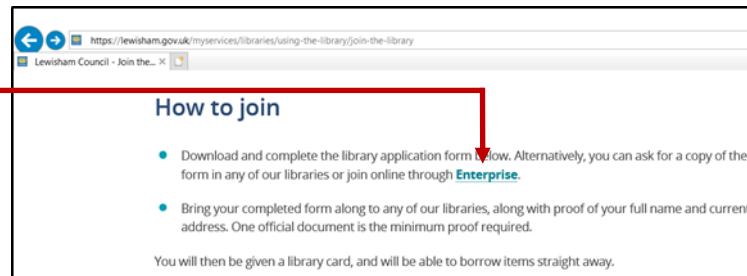 https://lewisham.gov.uk/myservices/libraries/using-the-library/join-the-library
Lewisham Council - Join the...
How to join
Download and complete the library application form below. Alternatively, you can ask for a copy of the
form in any of our libraries or join online through Enterprise.
Bring your completed form along to any of our libraries, along with proof of your full name and current
address. One official document is the minimum proof required.
You will then be given a library card, and will be able to borrow items straight away.